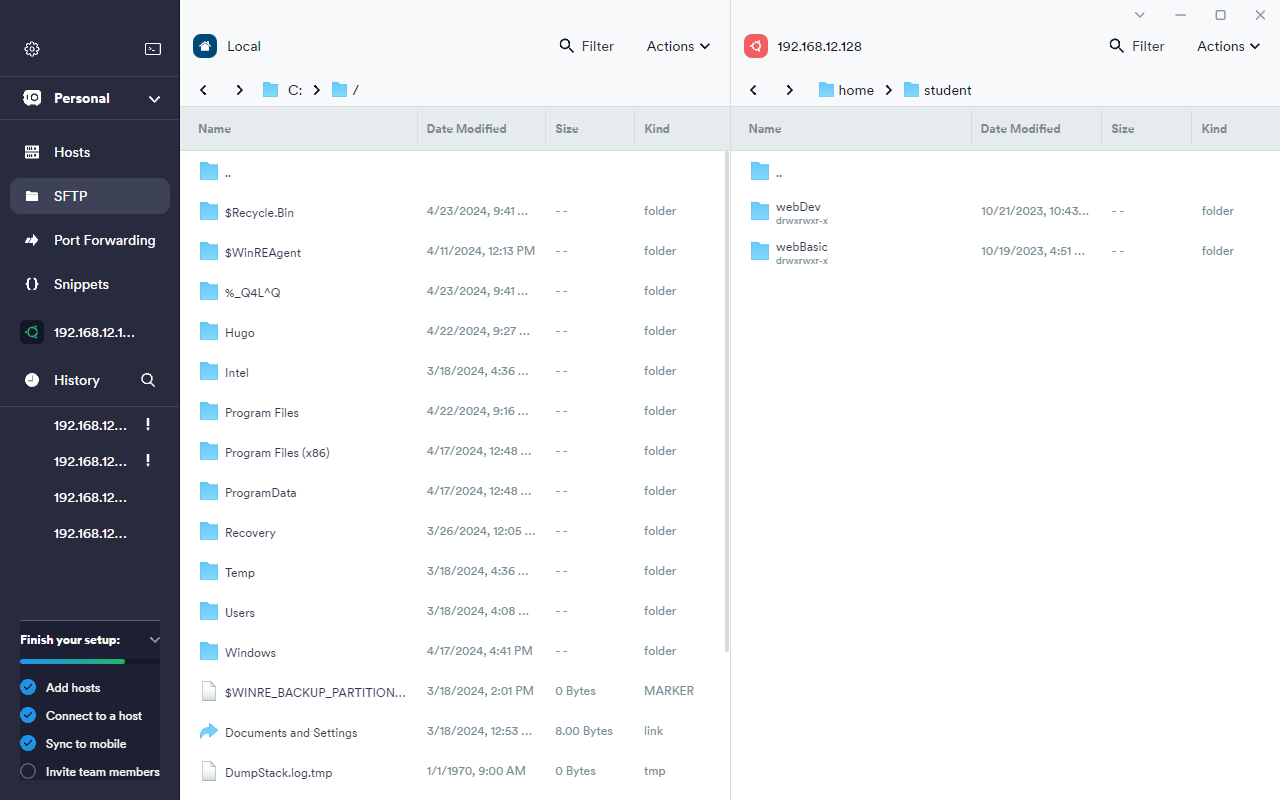 Personal
Hosts
SFTP
Port Forwarding
Snippets
192.168.12.1...
History
192.168.12...
192.168.12...
192.168.12...
192.168.12...
Finish your setup:
Add hosts
Connect to a host
Sync to mobile
Invite team members
Local
Filter
Actions
C:
/
Name Date Modified Size Kind
..
$Recycle.Bin 4/23/2024, 9:41 ... - - folder
$WinREAgent 4/11/2024, 12:13 PM - - folder
%_Q4L^Q 4/23/2024, 9:41 ... - - folder
Hugo 4/22/2024, 9:27 ... - - folder
Intel 3/18/2024, 4:36 ... - - folder
Program Files 4/22/2024, 9:16 ... - - folder
Program Files (x86) 4/17/2024, 12:48 ... - - folder
ProgramData 4/17/2024, 12:48 ... - - folder
Recovery 3/26/2024, 12:05 ... - - folder
Temp 3/18/2024, 4:36 ... - - folder
Users 3/18/2024, 4:08 ... - - folder
Windows 4/17/2024, 4:41 PM - - folder
$WINRE_BACKUP_PARTITION... 3/18/2024, 2:01 PM 0 Bytes MARKER
Documents and Settings 3/18/2024, 12:53 ... 8.00 Bytes link
DumpStack.log.tmp 1/1/1970, 9:00 AM 0 Bytes tmp
192.168.12.128
Filter
Actions
home
student
Name Date Modified Size Kind
..
webDev 10/21/2023, 10:43... - - folder
drwxrwxr-x
webBasic 10/19/2023, 4:51 ... - - folder
drwxrwxr-x